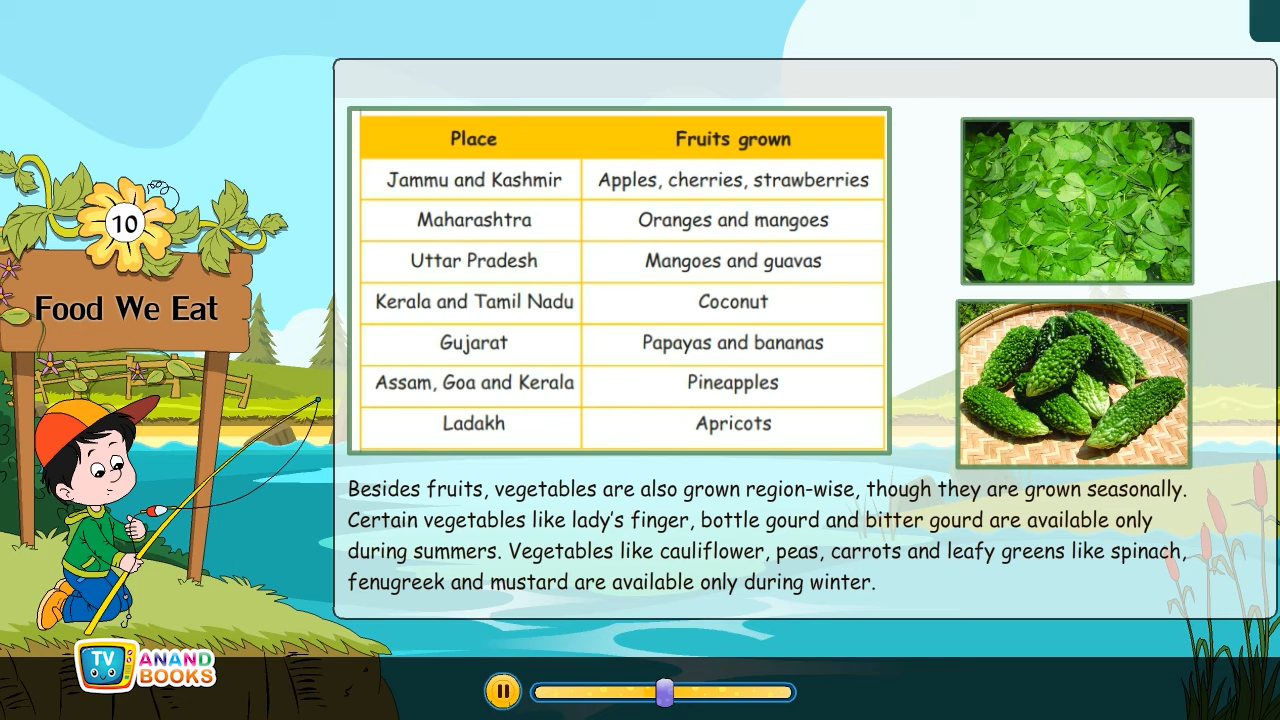 10
Food We Eat
Place Fruits grown
Jammu and Kashmir Apples, cherries, strawberries
Maharashtra Oranges and mangoes
Uttar Pradesh Mangoes and guavas
Kerala and Tamil Nadu Coconut
Gujarat Papayas and bananas
Assam, Goa and Kerala Pineapples
Ladakh Apricots
Besides fruits, vegetables are also grown region-wise, though they are grown seasonally.
Certain vegetables like lady's finger, bottle gourd and bitter gourd are available only
during summers. Vegetables like cauliflower, peas, carrots and leafy greens like spinach,
fenugreek and mustard are available only during winter.
TV ANAND
BOOKS